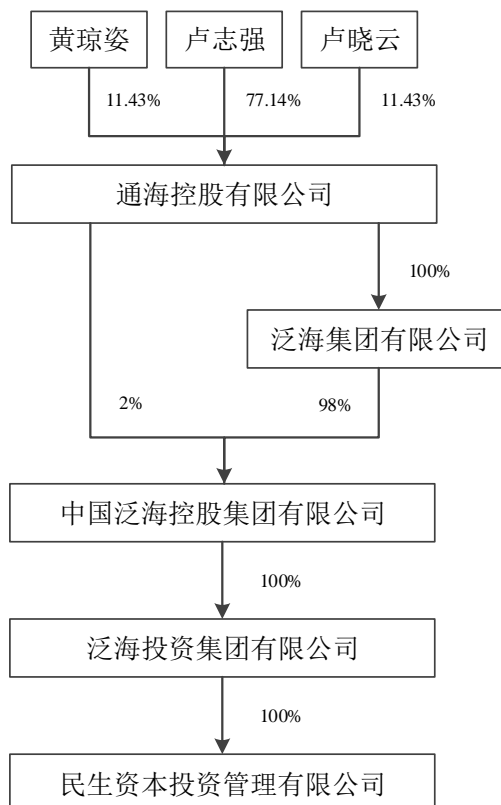 黄琼姿
卢志强
卢晓云
11.43%
77.14%
11.43%
通海控股有限公司
100%
泛海集团有限公司
2%
98%
中国泛海控股集团有限公司
100%
泛海投资集团有限公司
100%
民生资本投资管理有限公司